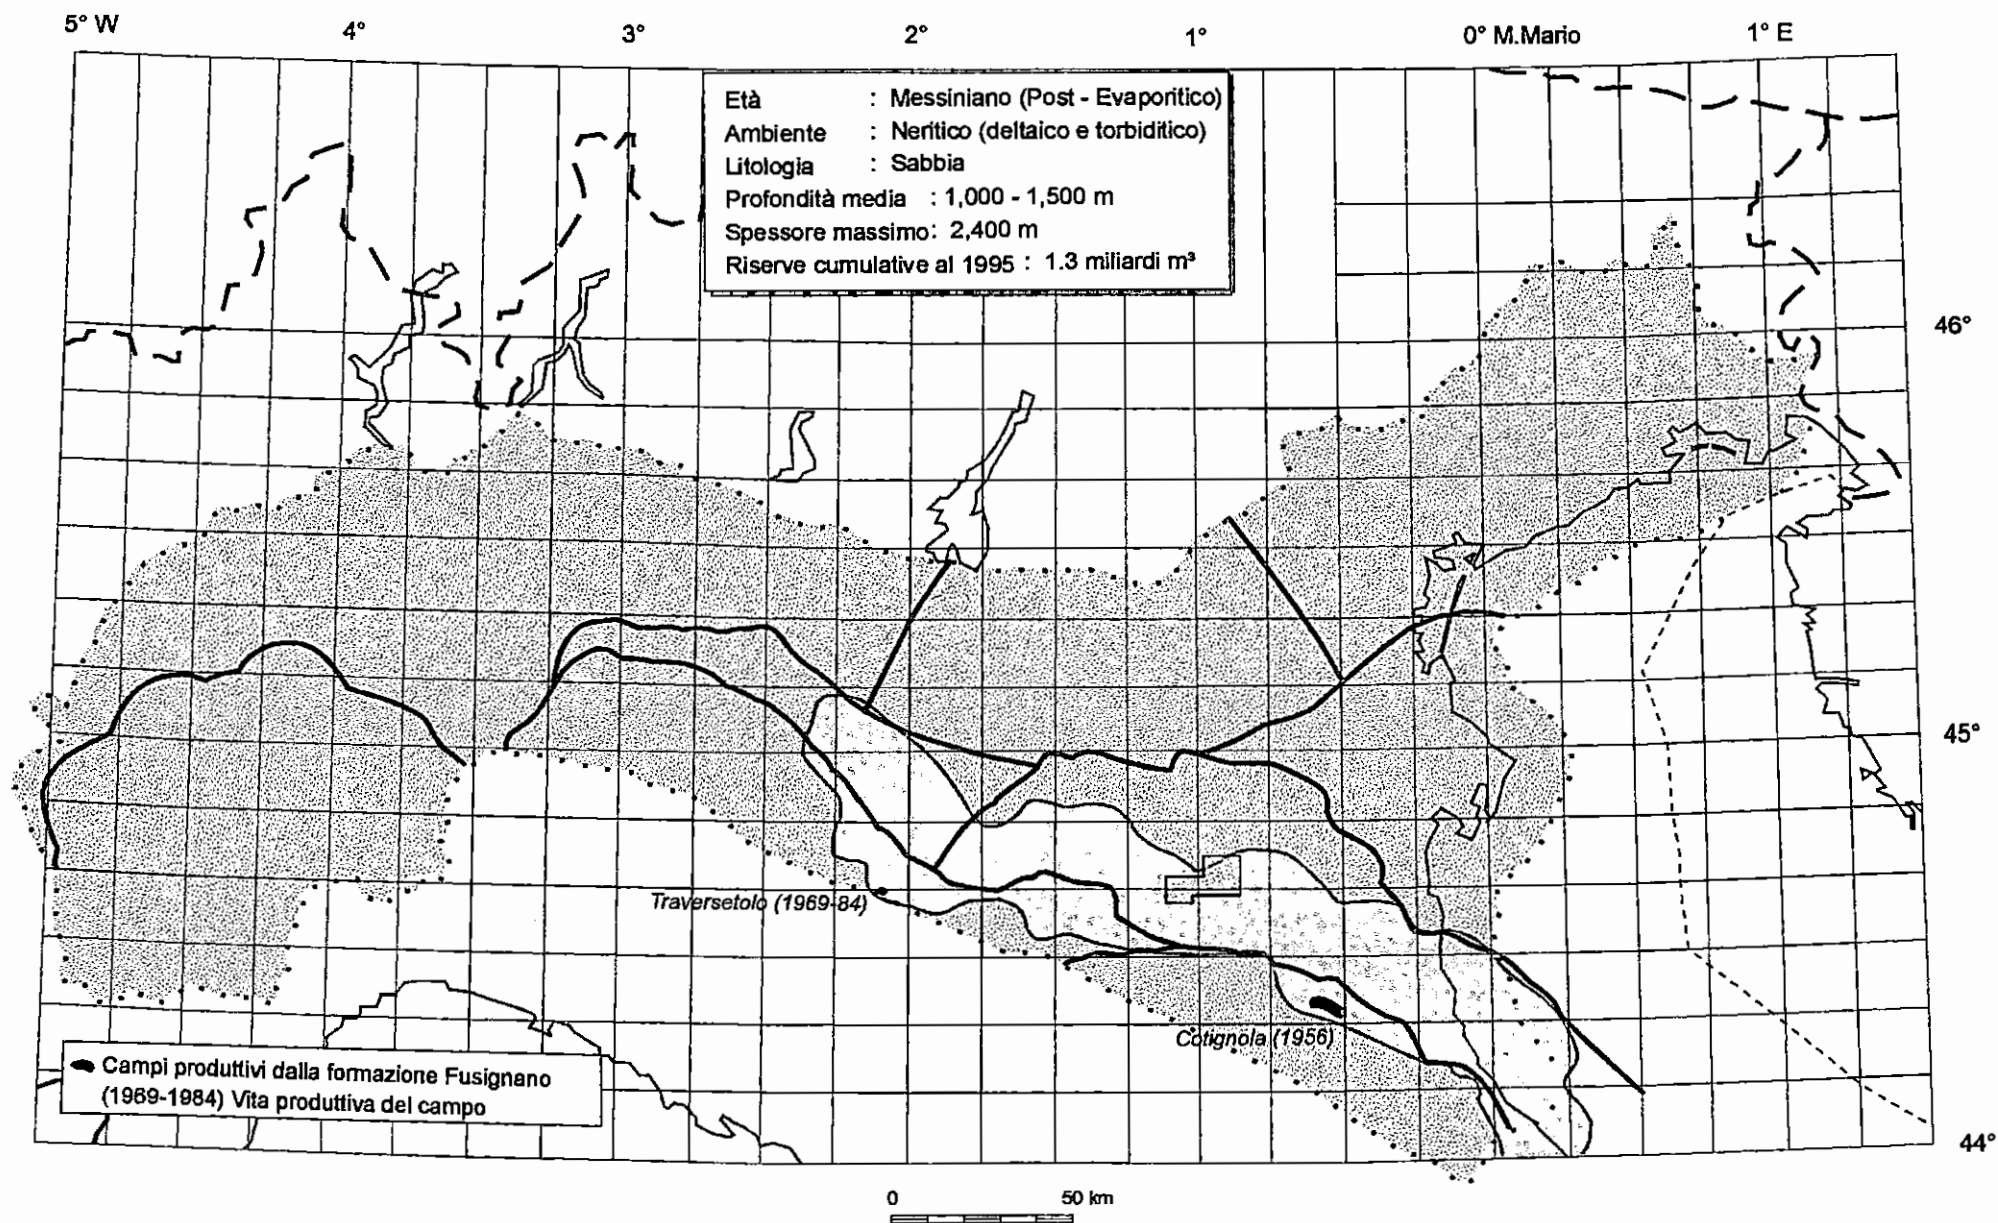 5° W 4° 3° 2° 1° 0° M.Mario 1° E
Età : Messiniano (Post - Evaporitico)
Ambiente : Neritico (deltaico e torbiditico)
Litologia : Sabbia
Profondità media : 1,000 - 1,500 m
Spessore massimo: 2,400 m
Riserve cumulative al 1995 : 1.3 miliardi m³
46°
45°
Traversetolo (1969-84)
Cotignola (1956)
Campi produttivi dalla formazione Fusignano
(1969-1984) Vita produttiva del campo
44°
0 50 km